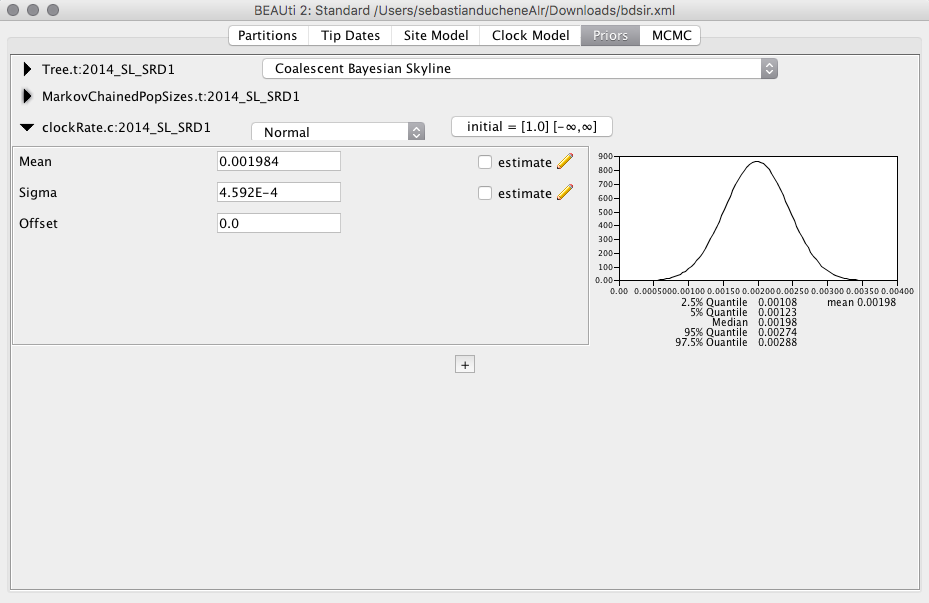 BEAUti 2: Standard /Users/sebastianducheneAIr/Downloads/bdsir.xml
Partitions Tip Dates Site Model Clock Model Priors MCMC
Tree.t:2014_SL_SRD1 Coalescent Bayesian Skyline
MarkovChainedPopSizes.t:2014_SL_SRD1
clockRate.c:2014_SL_SRD1 Normal initial = [1.0] [-∞,∞]
Mean 0.001984 estimate
Sigma 4.592E-4 estimate
Offset 0.0
900
800
700
600
500
400
300
200
100
0.00
0.00 0.000500 0.00100 0.00150 0.00200 0.00250 0.00300 0.00350 0.00400
2.5% Quantile 0.00108 mean 0.00198
5% Quantile 0.00123
Median 0.00198
95% Quantile 0.00274
97.5% Quantile 0.00288
+